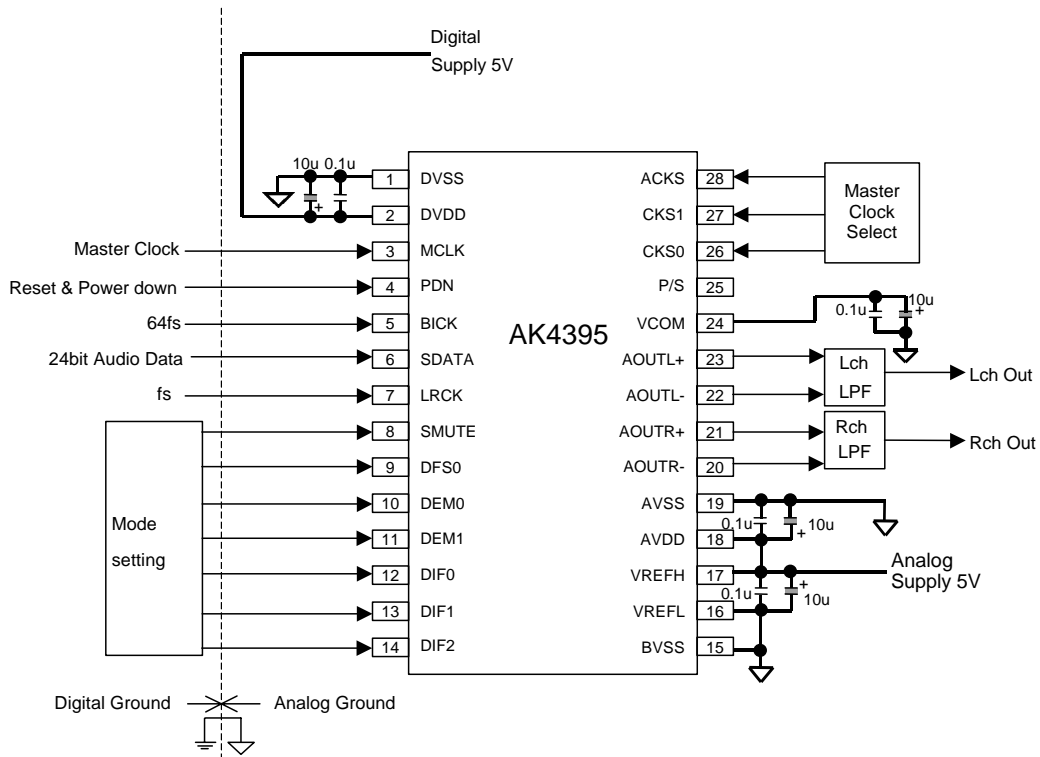 Digital
Supply 5V
10u 0.1u
+
1 DVSS
2 DVDD
Master Clock
3 MCLK
Reset & Power down
4 PDN
64fs
5 BICK
24bit Audio Data
6 SDATA
fs
7 LRCK
8 SMUTE
9 DFS0
10 DEM0
11 DEM1
12 DIF0
13 DIF1
14 DIF2
Mode
setting
AK4395
ACKS 28
CKS1 27
CKS0 26
Master
Clock
Select
P/S 25
VCOM 24
0.1u
10u
+
AOUTL+ 23
AOUTL- 22
Lch
LPF
Lch Out
AOUTR+ 21
AOUTR- 20
Rch
LPF
Rch Out
AVSS 19
AVDD 18
0.1u
10u
+
VREFH 17
VREFL 16
0.1u
+
10u
BVSS 15
Analog
Supply 5V
Digital Ground
Analog Ground